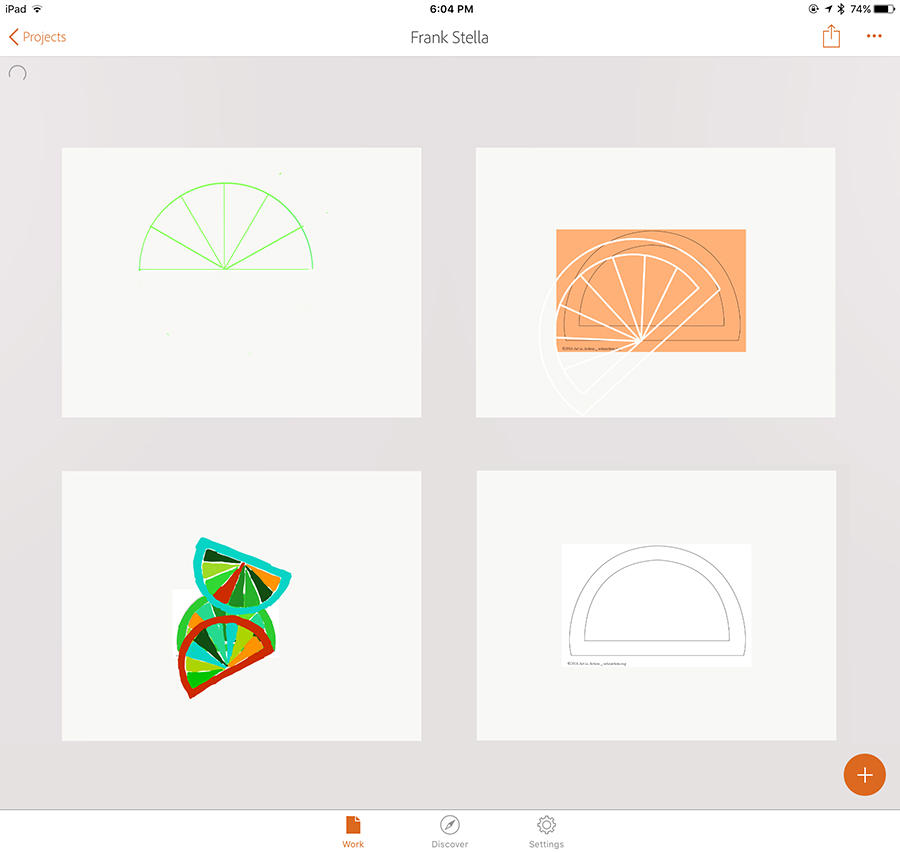 iPad 6:04 PM 74%
Projects Frank Stella
Work Discover Settings